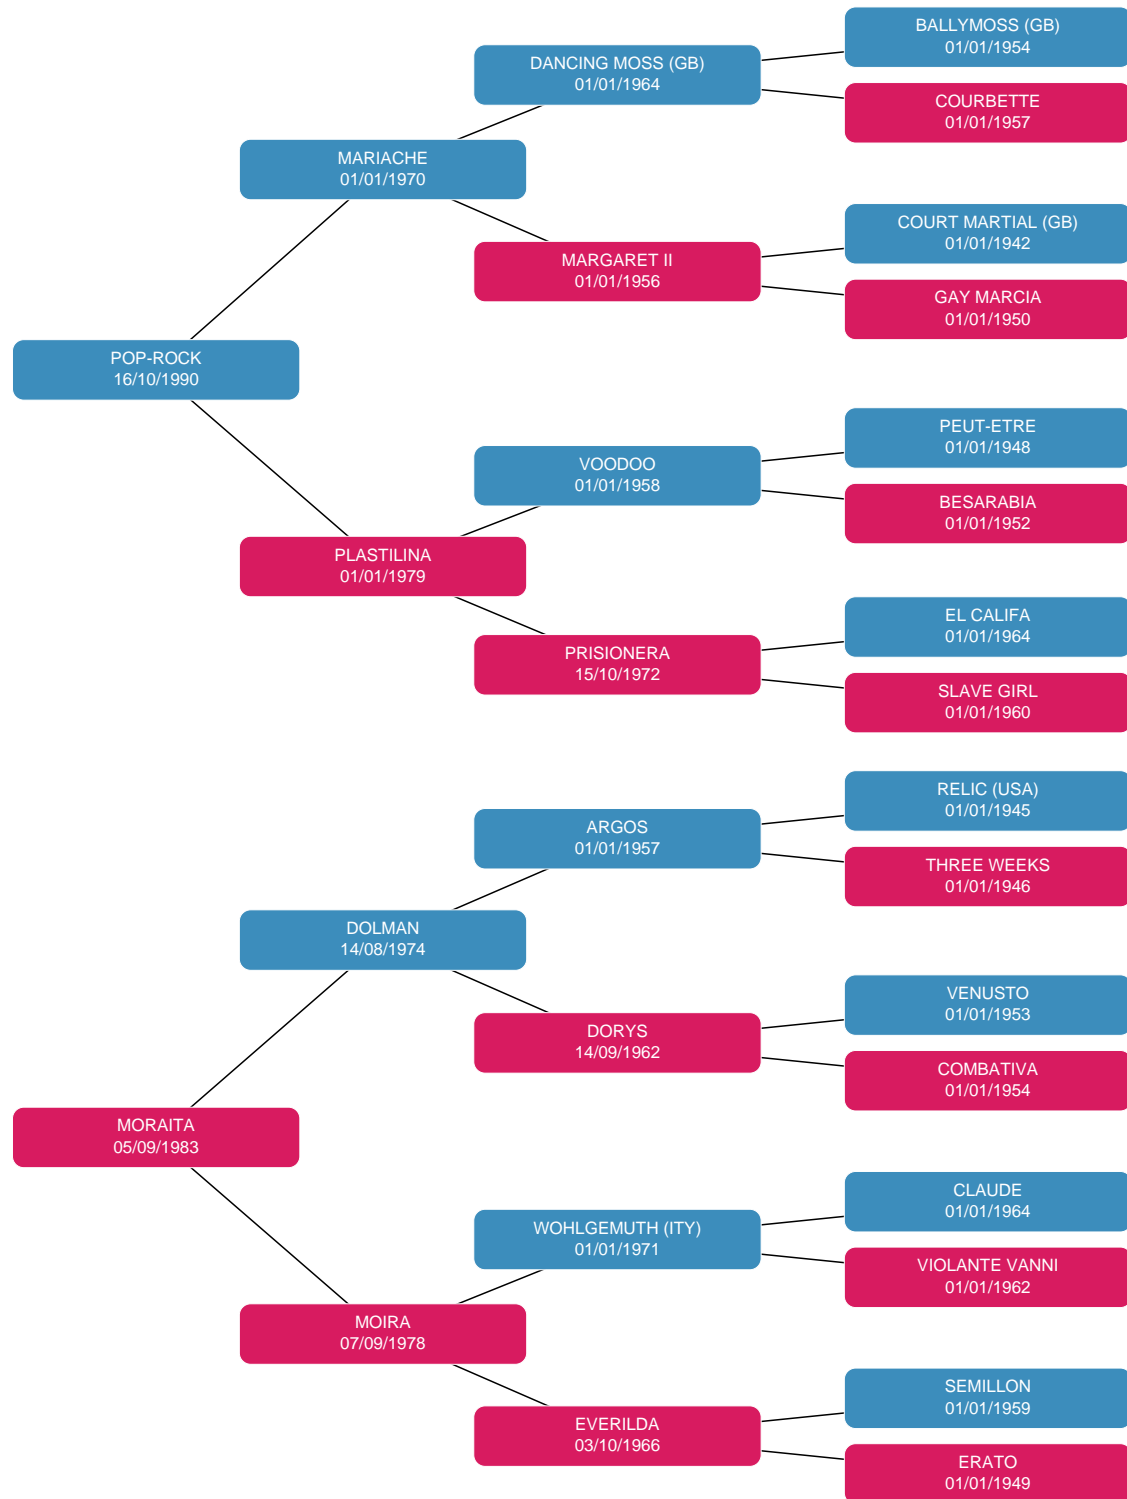 BALLYMOSS (GB)
01/01/1954
DANCING MOSS (GB)
01/01/1964
COURBETTE
01/01/1957
MARIACHE
01/01/1970
COURT MARTIAL (GB)
01/01/1942
MARGARET II
01/01/1956
GAY MARCIA
01/01/1950
POP-ROCK
16/10/1990
PEUT-ETRE
01/01/1948
VOODOO
01/01/1958
BESARABIA
01/01/1952
PLASTILINA
01/01/1979
EL CALIFA
01/01/1964
PRISIONERA
15/10/1972
SLAVE GIRL
01/01/1960
RELIC (USA)
01/01/1945
ARGOS
01/01/1957
THREE WEEKS
01/01/1946
DOLMAN
14/08/1974
VENUSTO
01/01/1953
DORYS
14/09/1962
COMBATIVA
01/01/1954
MORAITA
05/09/1983
CLAUDE
01/01/1964
WOHLGEMUTH (ITY)
01/01/1971
VIOLANTE VANNI
01/01/1962
MOIRA
07/09/1978
SEMILLON
01/01/1959
EVERILDA
03/10/1966
ERATO
01/01/1949